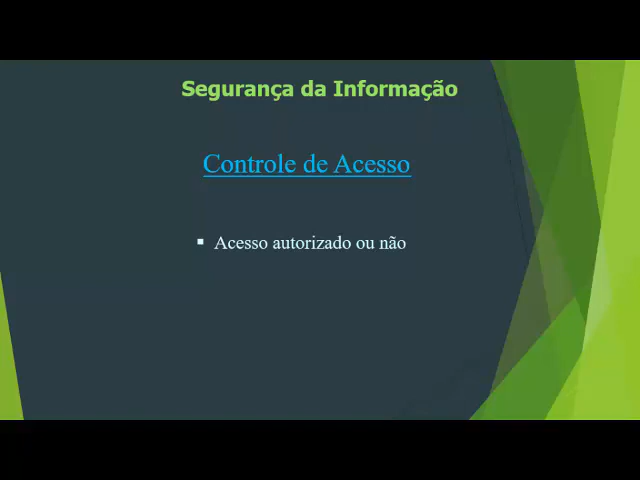 Segurança da Informação
Controle de Acesso
▪ Acesso autorizado ou não